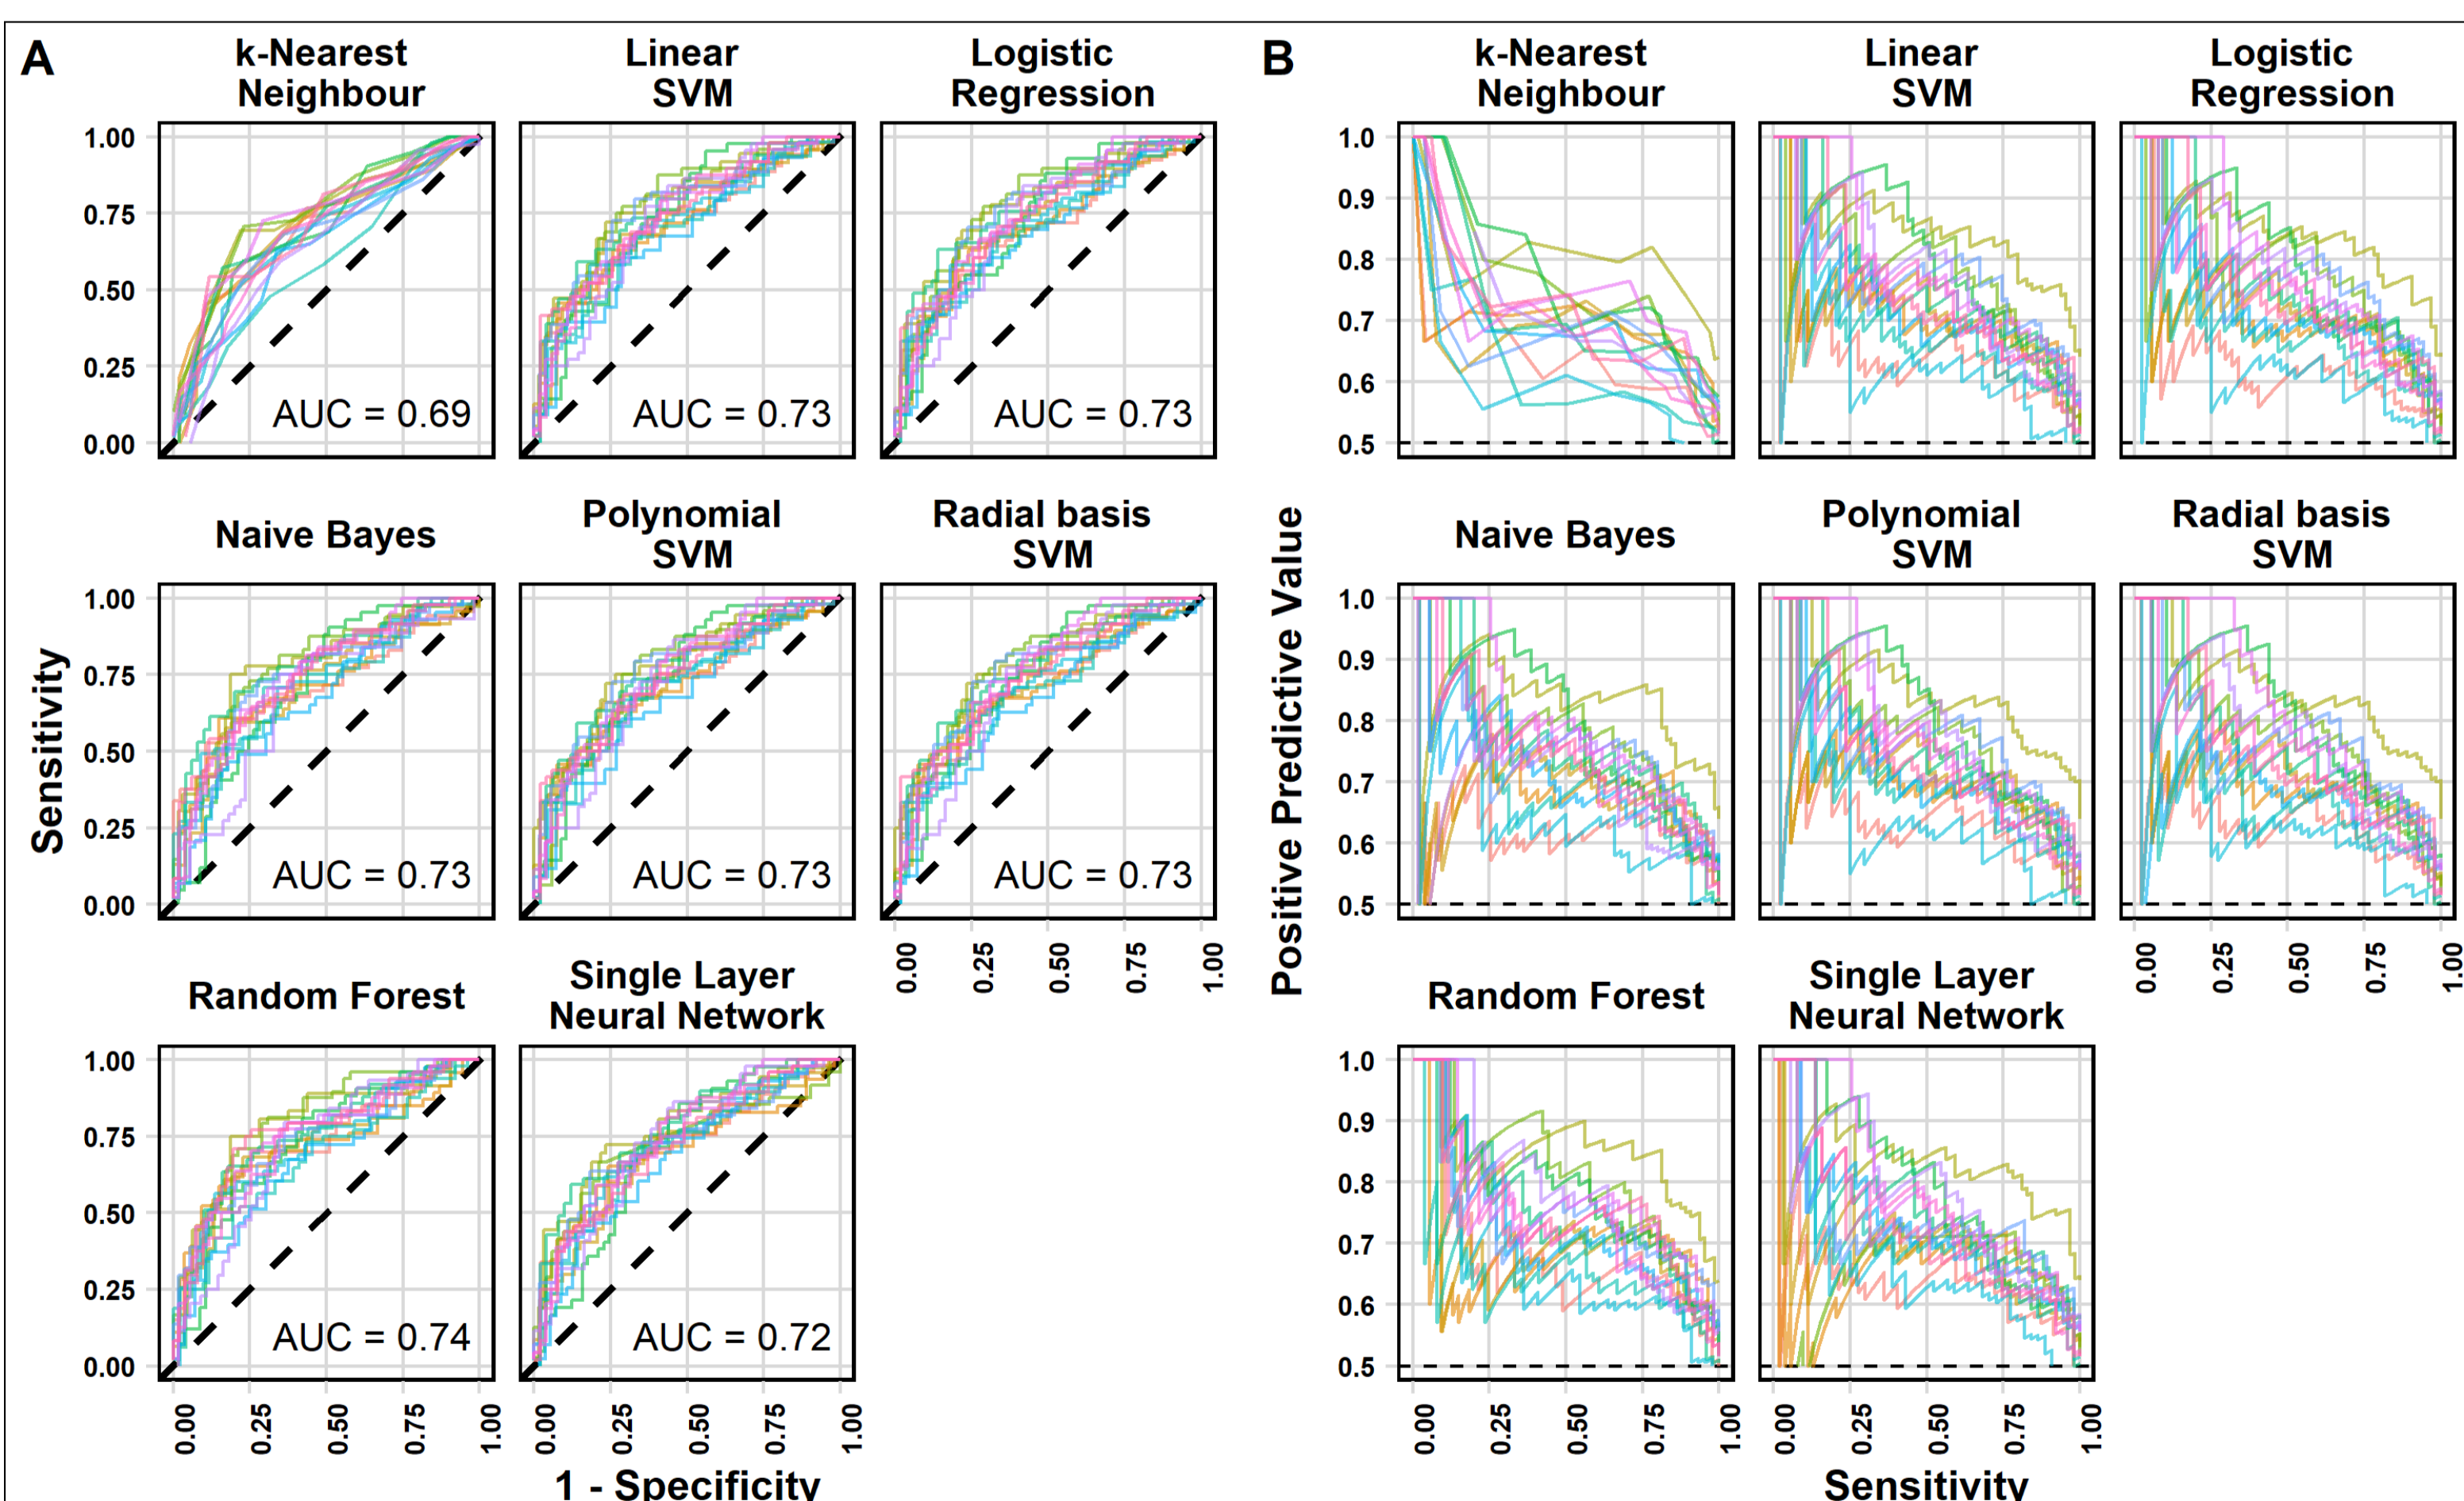 A
k-Nearest
Neighbour
Linear
SVM
Logistic
Regression
1.00
0.75
0.50
0.25
0.00
AUC = 0.69
AUC = 0.73
AUC = 0.73
Naive Bayes
Polynomial
SVM
Radial basis
SVM
Sensitivity
1.00
0.75
0.50
0.25
0.00
AUC = 0.73
AUC = 0.73
AUC = 0.73
0.00 0.25 0.50 0.75 1.00
Random Forest
Single Layer
Neural Network
1.00
0.75
0.50
0.25
0.00
AUC = 0.74
AUC = 0.72
0.00 0.25 0.50 0.75 1.00
0.00 0.25 0.50 0.75 1.00
1 - Specificity
B
k-Nearest
Neighbour
Linear
SVM
Logistic
Regression
1.0
0.9
0.8
0.7
0.6
0.5
Naive Bayes
Polynomial
SVM
Radial basis
SVM
Positive Predictive Value
1.0
0.9
0.8
0.7
0.6
0.5
0.00 0.25 0.50 0.75 1.00
Random Forest
Single Layer
Neural Network
1.0
0.9
0.8
0.7
0.6
0.5
0.00 0.25 0.50 0.75 1.00
0.00 0.25 0.50 0.75 1.00
Sensitivity